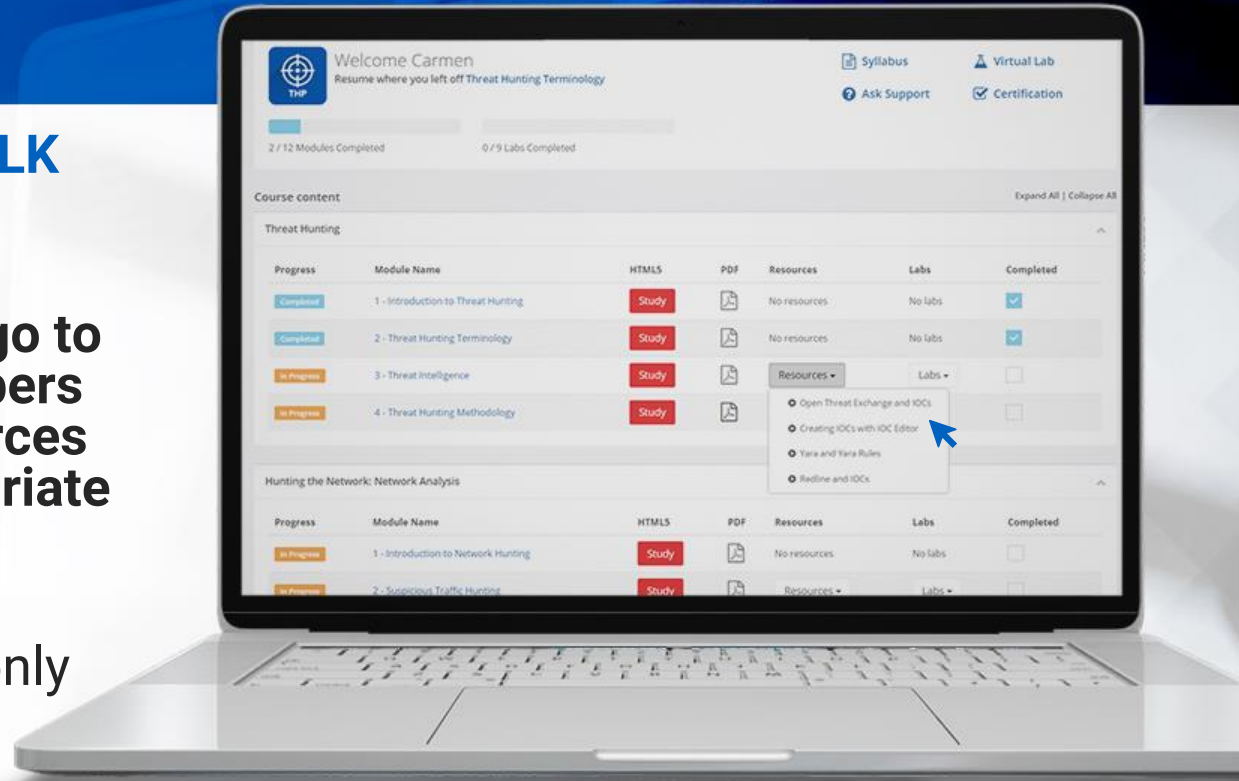 LK
go to
pers
rces
riate
only
THP
Welcome Carmen
Resume where you left off Threat Hunting Terminology
Syllabus
Virtual Lab
Ask Support
Certification
2 / 12 Modules Completed
0 / 9 Labs Completed
Course content
Expand All | Collapse All
Threat Hunting
Progress Module Name HTML5 PDF Resources Labs Completed
Completed 1 - Introduction to Threat Hunting Study No resources No labs
Completed 2 - Threat Hunting Terminology Study No resources No labs
In Progress 3 - Threat Intelligence Study Resources Labs
In Progress 4 - Threat Hunting Methodology Study
Open Threat Exchange and IOCs
Creating IOCs with IOC Editor
Yara and Yara Rules
Redline and IOCs
Hunting the Network: Network Analysis
Progress Module Name HTML5 PDF Resources Labs Completed
In Progress 1 - Introduction to Network Hunting Study No resources No labs
In Progress 2 - Suspicious Traffic Hunting Study Resources Labs